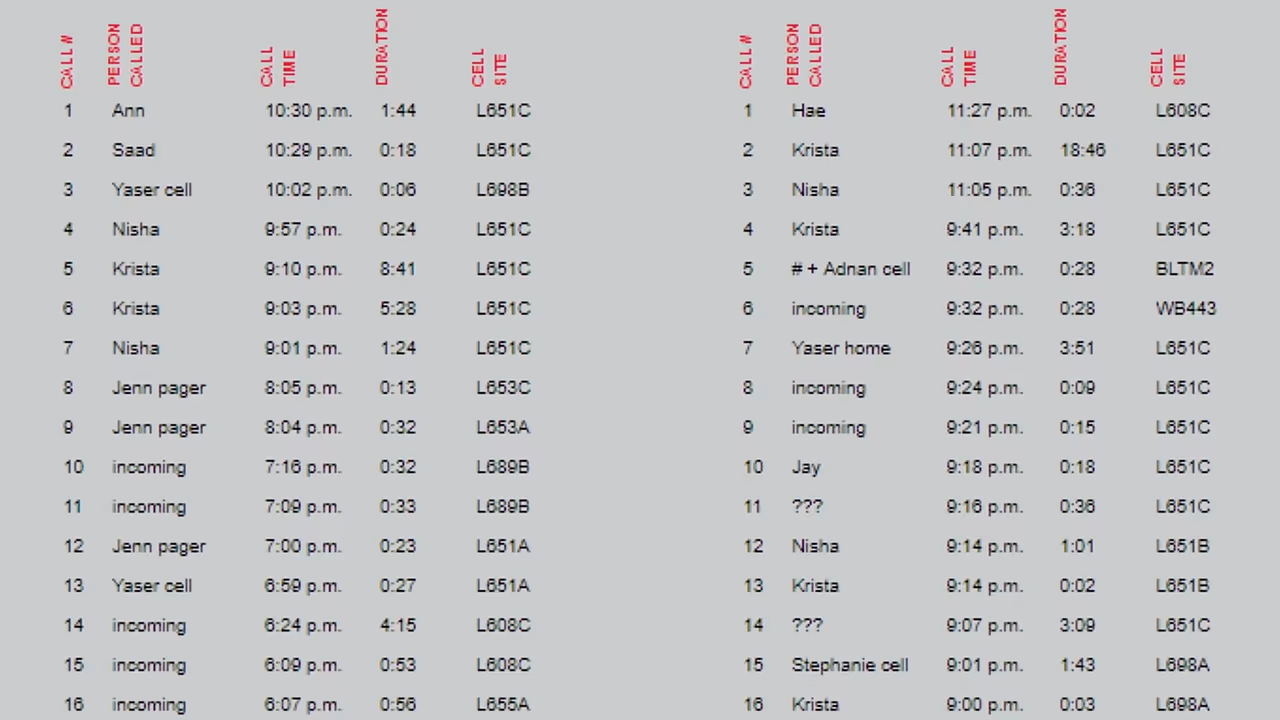 CALL # PERSON CALLED CALL TIME DURATION CELL SITE
1 Ann 10:30 p.m. 1:44 L651C
2 Saad 10:29 p.m. 0:18 L651C
3 Yaser cell 10:02 p.m. 0:06 L698B
4 Nisha 9:57 p.m. 0:24 L651C
5 Krista 9:10 p.m. 8:41 L651C
6 Krista 9:03 p.m. 5:28 L651C
7 Nisha 9:01 p.m. 1:24 L651C
8 Jenn pager 8:05 p.m. 0:13 L653C
9 Jenn pager 8:04 p.m. 0:32 L653A
10 incoming 7:16 p.m. 0:32 L689B
11 incoming 7:09 p.m. 0:33 L689B
12 Jenn pager 7:00 p.m. 0:23 L651A
13 Yaser cell 6:59 p.m. 0:27 L651A
14 incoming 6:24 p.m. 4:15 L608C
15 incoming 6:09 p.m. 0:53 L608C
16 incoming 6:07 p.m. 0:56 L655A
CALL # PERSON CALLED CALL TIME DURATION CELL SITE
1 Hae 11:27 p.m. 0:02 L608C
2 Krista 11:07 p.m. 18:46 L651C
3 Nisha 11:05 p.m. 0:36 L651C
4 Krista 9:41 p.m. 3:18 L651C
5 # + Adnan cell 9:32 p.m. 0:28 BLTM2
6 incoming 9:32 p.m. 0:28 WB443
7 Yaser home 9:26 p.m. 3:51 L651C
8 incoming 9:24 p.m. 0:09 L651C
9 incoming 9:21 p.m. 0:15 L651C
10 Jay 9:18 p.m. 0:18 L651C
11 ??? 9:16 p.m. 0:36 L651C
12 Nisha 9:14 p.m. 1:01 L651B
13 Krista 9:14 p.m. 0:02 L651B
14 ??? 9:07 p.m. 3:09 L651C
15 Stephanie cell 9:01 p.m. 1:43 L698A
16 Krista 9:00 p.m. 0:03 L698A